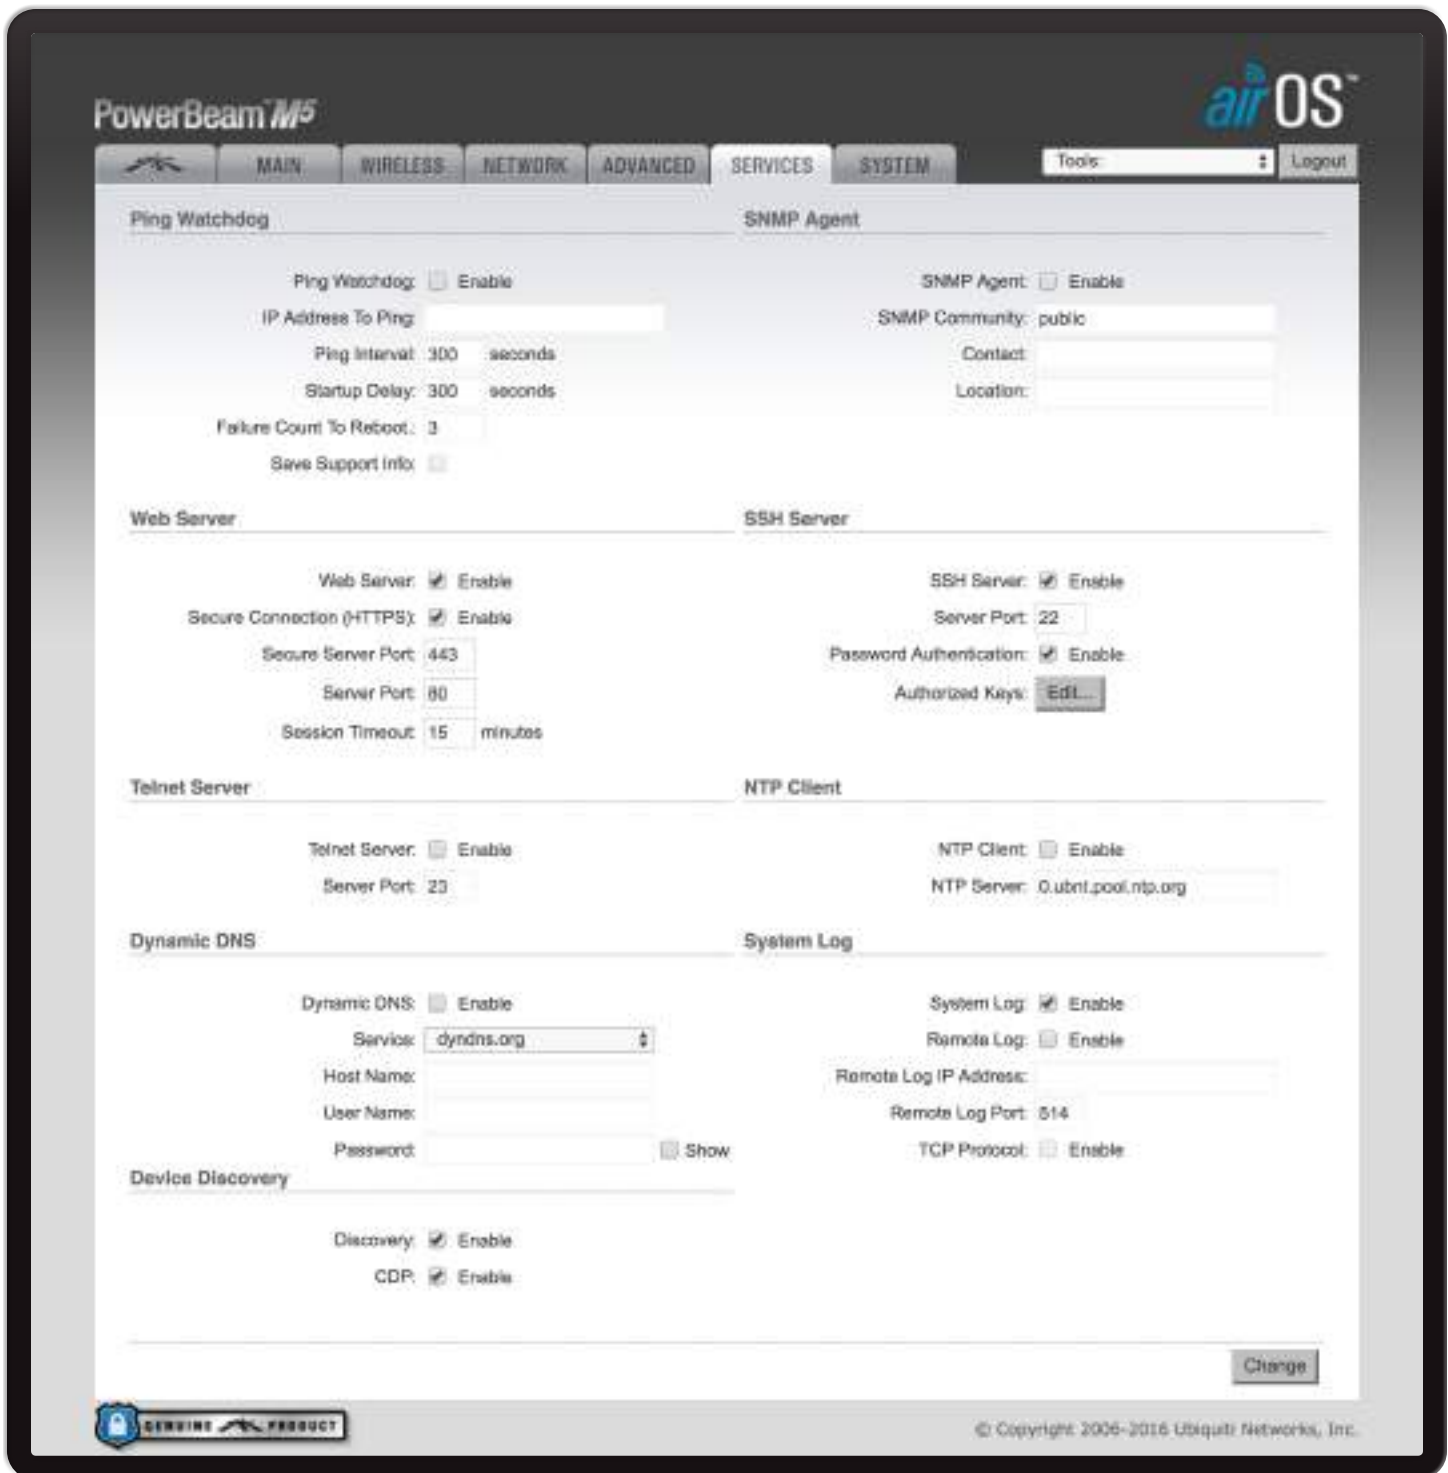 PowerBeam™M5
airOS™
MAIN WIRELESS NETWORK ADVANCED SERVICES SYSTEM Tools: Logout
Ping Watchdog
Ping Watchdog: Enable
IP Address To Ping:
Ping Interval: 300 seconds
Startup Delay: 300 seconds
Failure Count To Reboot.: 3
Save Support Info:
SNMP Agent
SNMP Agent: Enable
SNMP Community: public
Contact:
Location:
Web Server
Web Server: Enable
Secure Connection (HTTPS): Enable
Secure Server Port: 443
Server Port: 80
Session Timeout: 15 minutes
SSH Server
SSH Server: Enable
Server Port: 22
Password Authentication: Enable
Authorized Keys: Edit...
Telnet Server
Telnet Server: Enable
Server Port: 23
NTP Client
NTP Client: Enable
NTP Server: 0.ubnt.pool.ntp.org
Dynamic DNS
Dynamic DNS: Enable
Service: dyndns.org
Host Name:
User Name:
Password: Show
System Log
System Log: Enable
Remote Log: Enable
Remote Log IP Address:
Remote Log Port: 514
TCP Protocol: Enable
Device Discovery
Discovery: Enable
CDP: Enable
Change
GENUINE PRODUCT
© Copyright 2006-2016 Ubiquiti Networks, Inc.